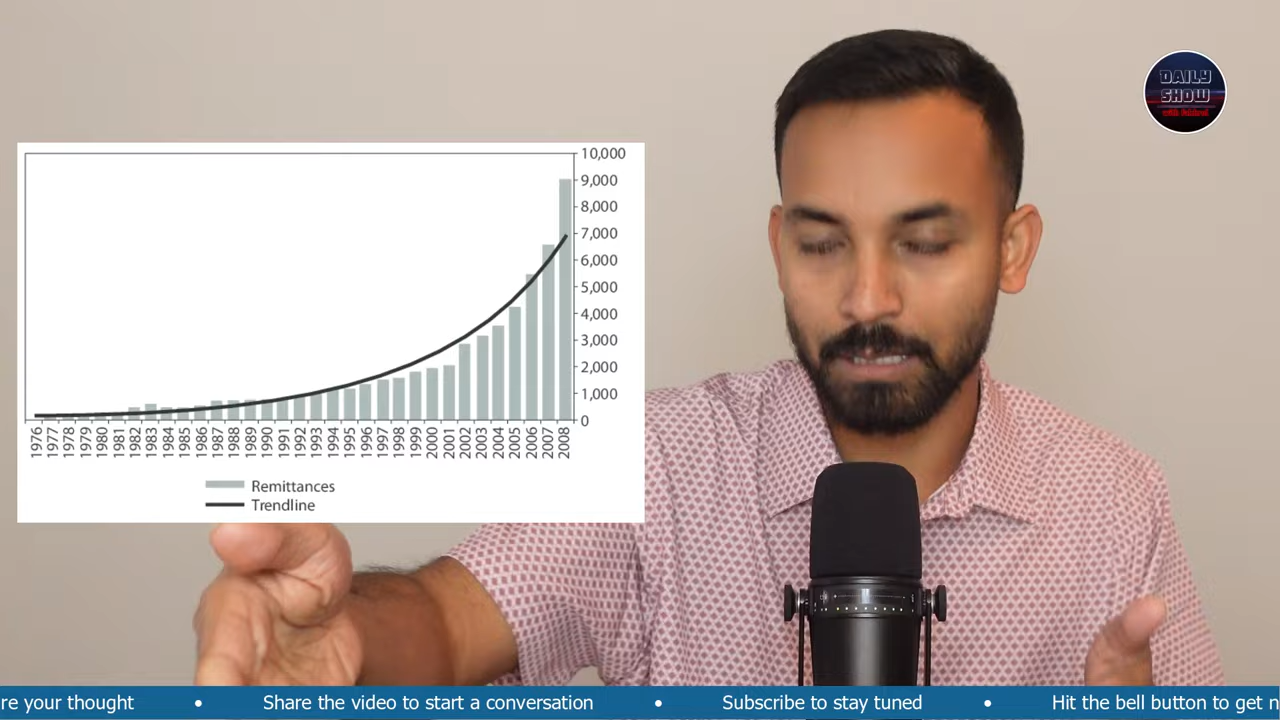 DAILY
SHOW
10,000
9,000
8,000
7,000
6,000
5,000
4,000
3,000
2,000
1,000
0
1976 1977 1978 1979 1980 1981 1982 1983 1984 1985 1986 1987 1988 1989 1990 1991 1992 1993 1994 1995 1996 1997 1998 1999 2000 2001 2002 2003 2004 2005 2006 2007 2008
Remittances
Trendline
re your thought • Share the video to start a conversation • Subscribe to stay tuned • Hit the bell button to get n